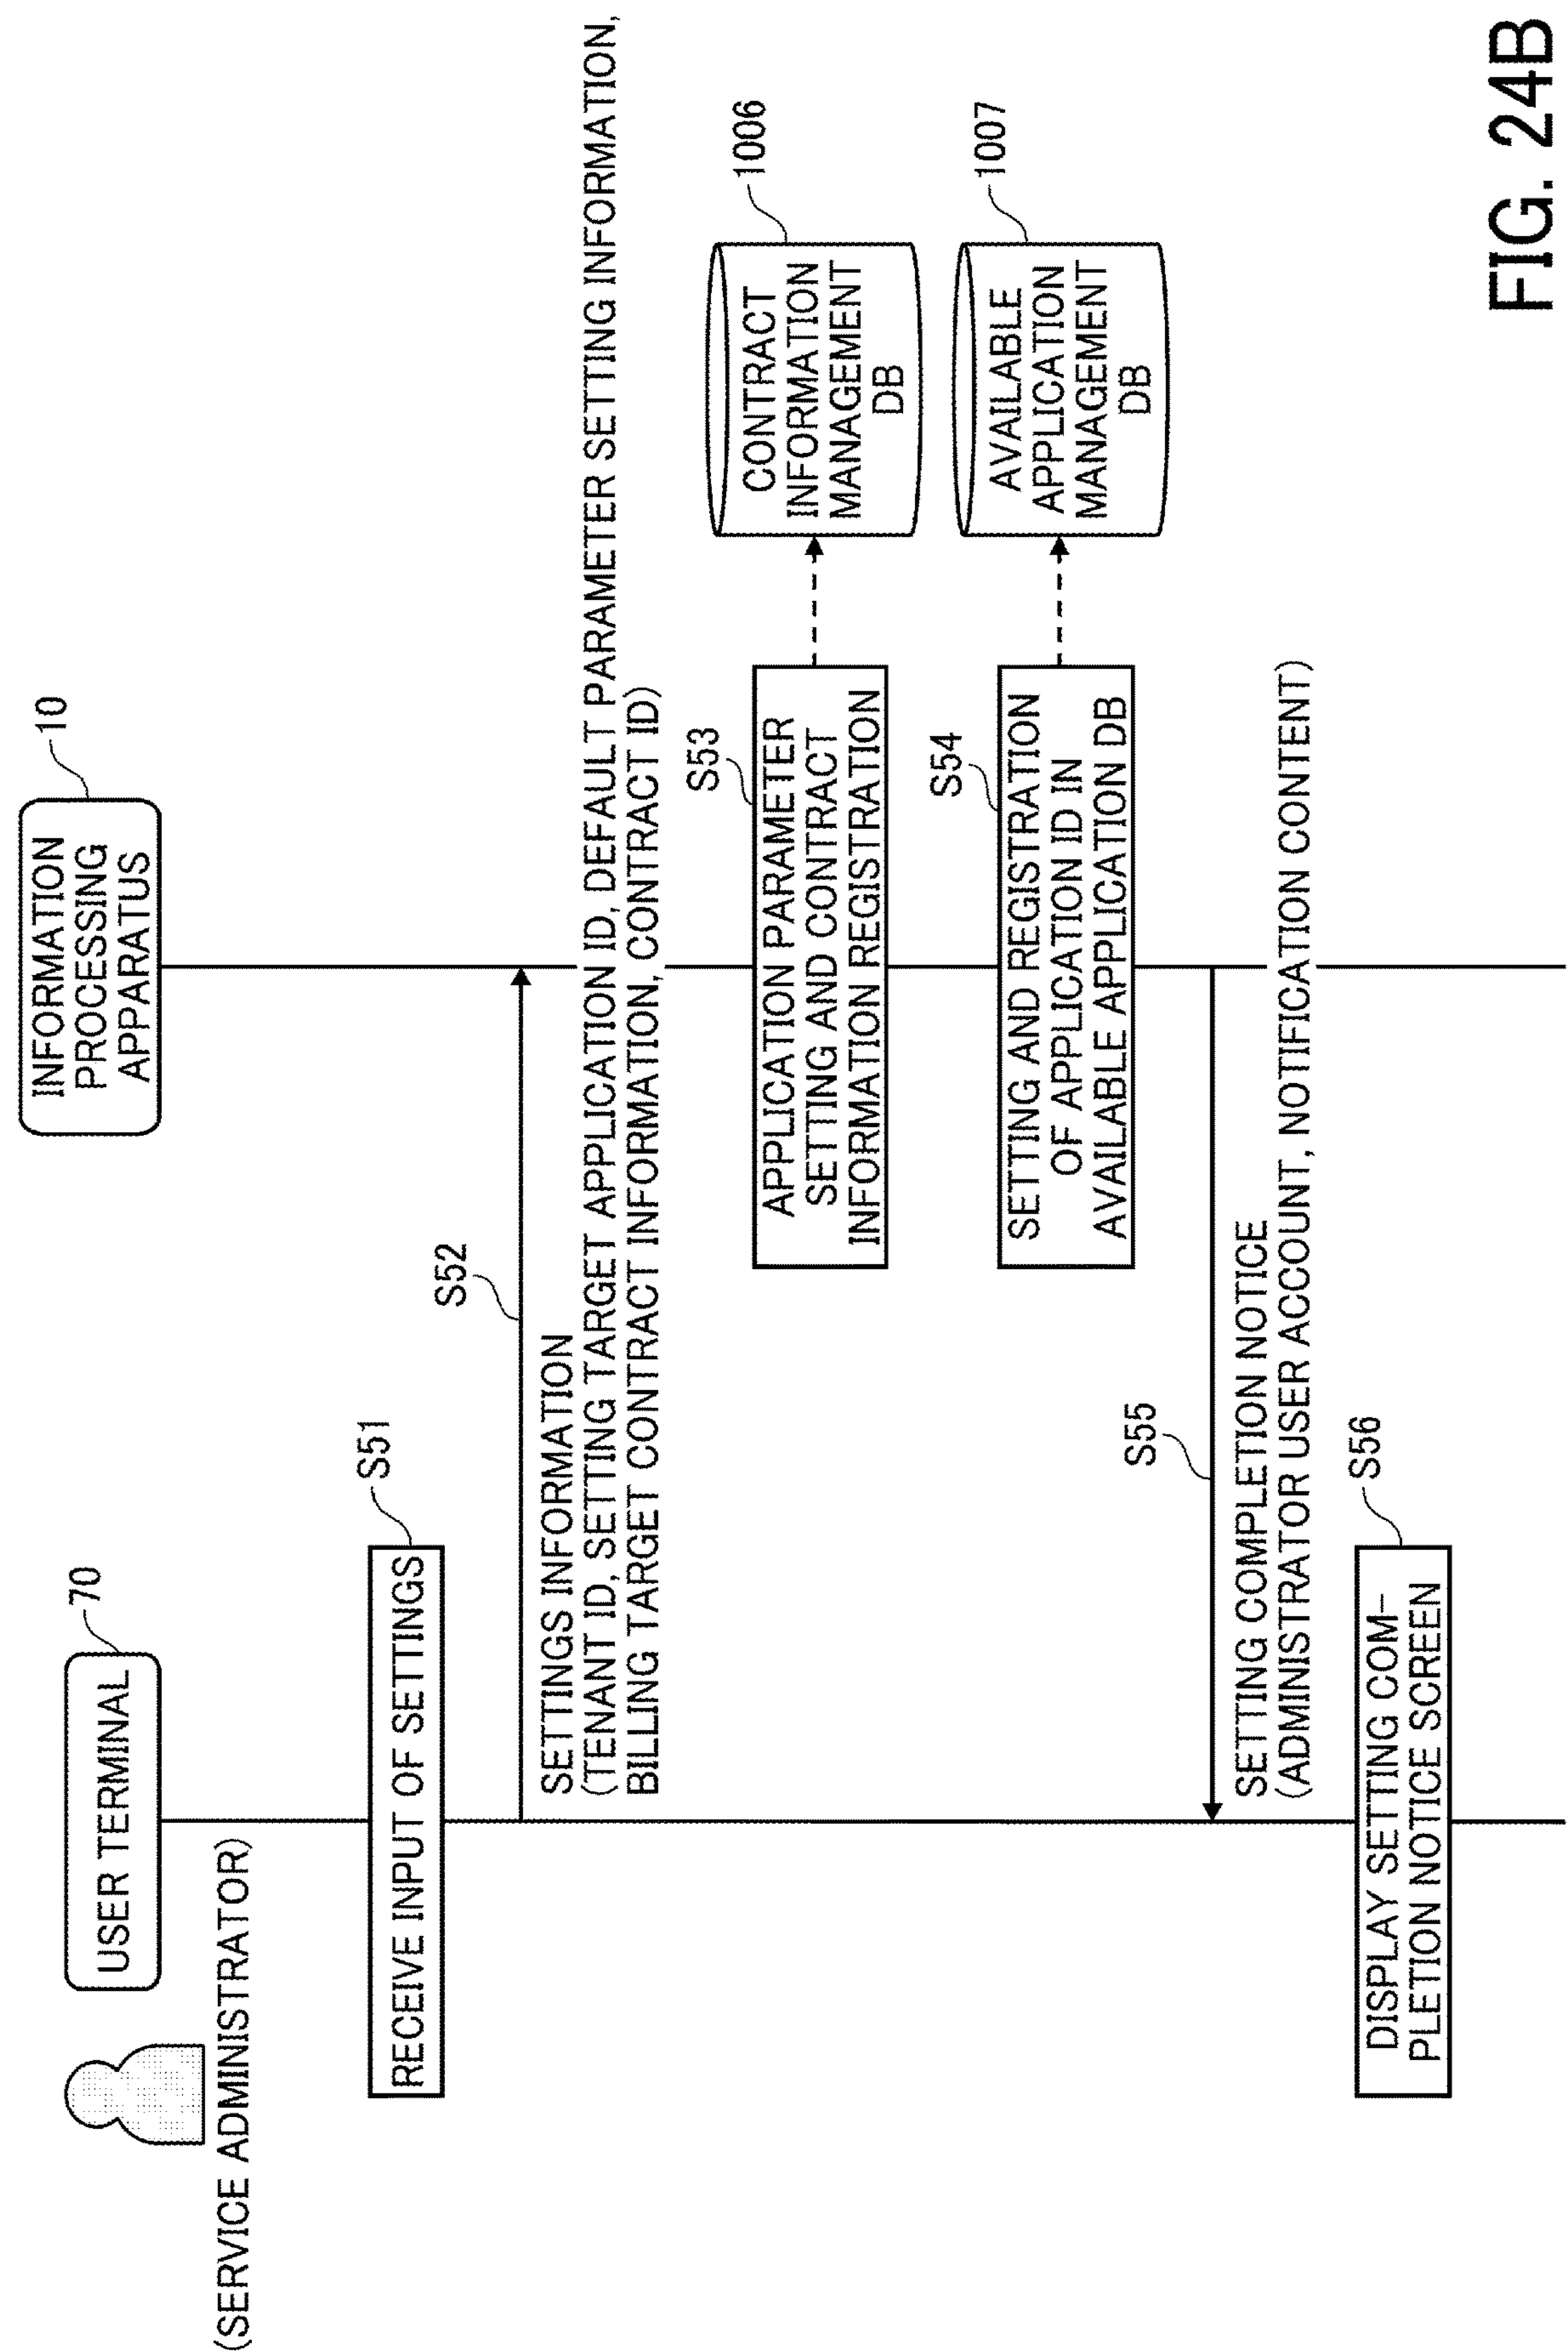 (SERVICE ADMINISTRATOR)
USER TERMINAL
70
INFORMATION
PROCESSING
APPARATUS
10
RECEIVE INPUT OF SETTINGS
S51
S52
SETTINGS INFORMATION
(TENANT ID, SETTING TARGET APPLICATION ID, DEFAULT PARAMETER SETTING INFORMATION,
BILLING TARGET CONTRACT INFORMATION, CONTRACT ID)
S53
APPLICATION PARAMETER
SETTING AND CONTRACT
INFORMATION REGISTRATION
CONTRACT
INFORMATION
MANAGEMENT
DB
1006
S54
SETTING AND REGISTRATION
OF APPLICATION ID IN
AVAILABLE APPLICATION DB
AVAILABLE
APPLICATION
MANAGEMENT
DB
1007
S55
SETTING COMPLETION NOTICE
(ADMINISTRATOR USER ACCOUNT, NOTIFICATION CONTENT)
DISPLAY SETTING COM-
PLETION NOTICE SCREEN
S56
FIG. 24B